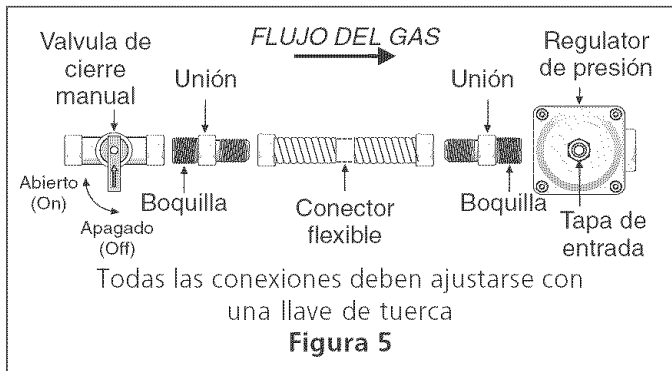 Valvula de
cierre
manual
FLUJO DEL GAS
Regulator
de presión
Unión
Unión
Abierto
(On)
Apagado
(Off)
Boquilla
Conector
flexible
Boquilla
Tapa de
entrada
Todas las conexiones deben ajustarse con
una llave de tuerca
Figura 5